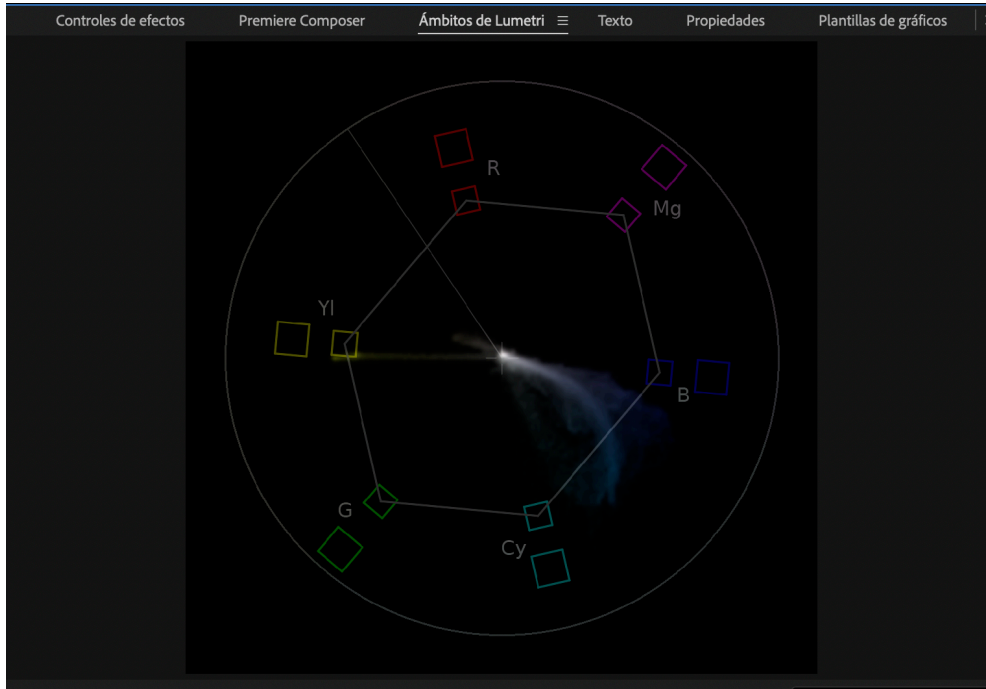 Controles de efectos Premiere Composer Ámbitos de Lumetri ☰ Texto Propiedades Plantillas de gráficos
R
Mg
Yl
B
G
Cy